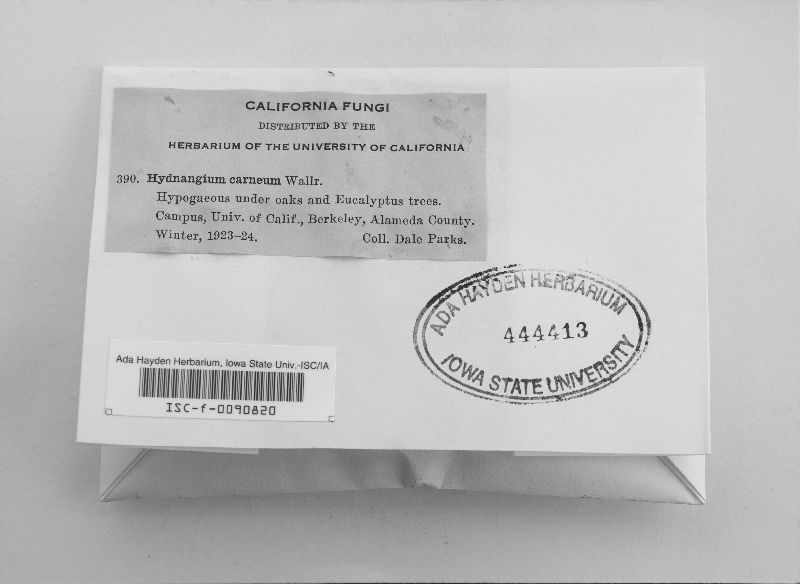 CALIFORNIA FUNGI
DISTRIBUTED BY THE
HERBARIUM OF THE UNIVERSITY OF CALIFORNIA
390. Hydnangium carneum Wallr.
Hypogaeous under oaks and Eucalyptus trees.
Campus, Univ. of Calif., Berkeley, Alameda County.
Winter, 1923–24. Coll. Dale Parks.
ADA HAYDEN HERBARIUM
444413
IOWA STATE UNIVERSITY
Ada Hayden Herbarium, Iowa State Univ.-ISC/IA
ISC-f-0090820